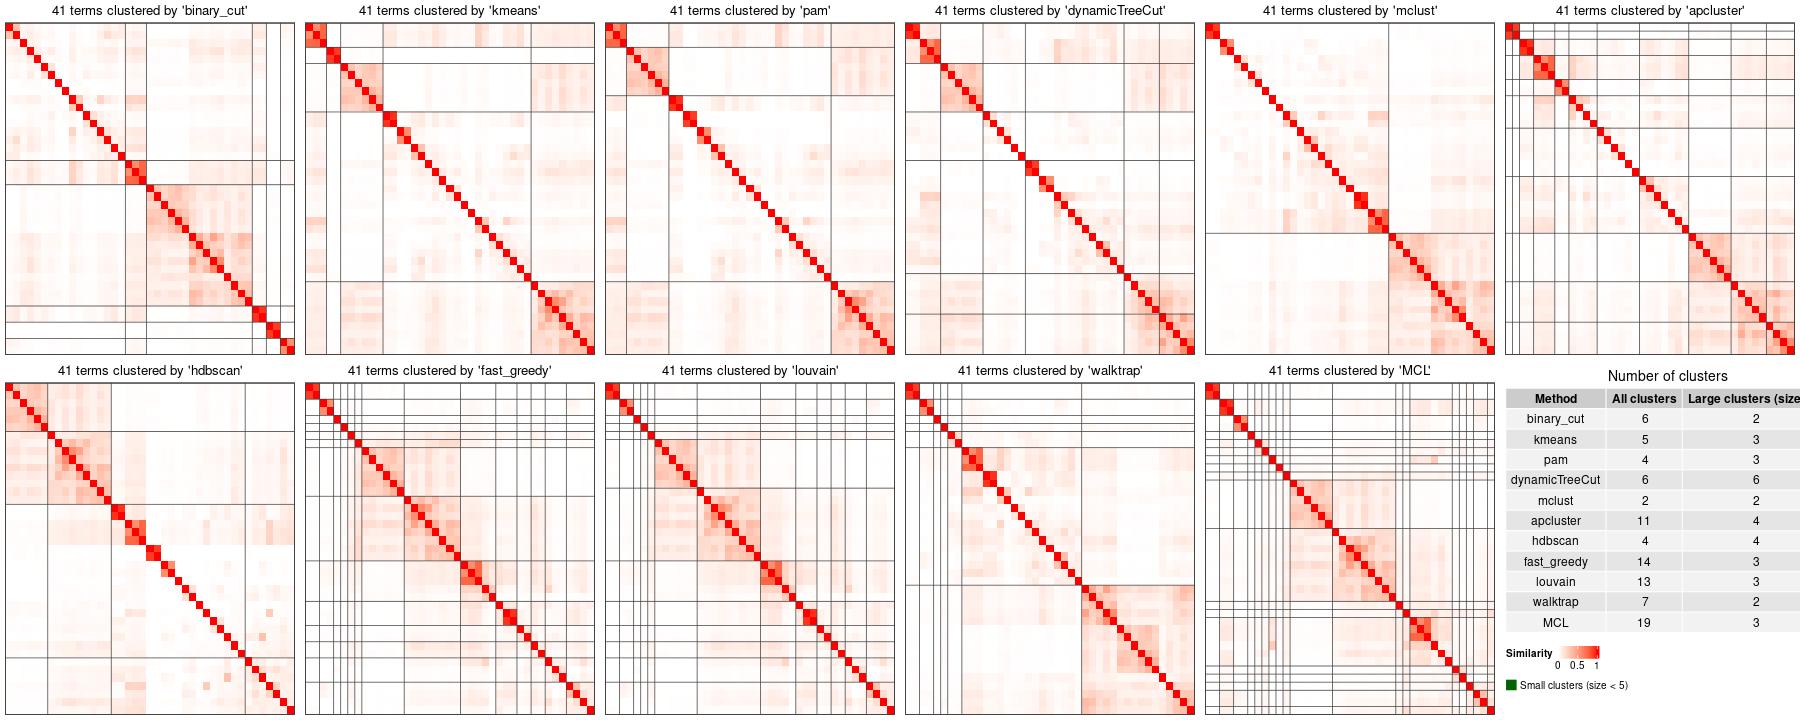 41 terms clustered by 'binary_cut'
41 terms clustered by 'kmeans'
41 terms clustered by 'pam'
41 terms clustered by 'dynamicTreeCut'
41 terms clustered by 'mclust'
41 terms clustered by 'apcluster'
41 terms clustered by 'hdbscan'
41 terms clustered by 'fast_greedy'
41 terms clustered by 'louvain'
41 terms clustered by 'walktrap'
41 terms clustered by 'MCL'
Number of clusters
Method All clusters Large clusters (size
binary_cut 6 2
kmeans 5 3
pam 4 3
dynamicTreeCut 6 6
mclust 2 2
apcluster 11 4
hdbscan 4 4
fast_greedy 14 3
louvain 13 3
walktrap 7 2
MCL 19 3
Similarity
0 0.5 1
Small clusters (size < 5)